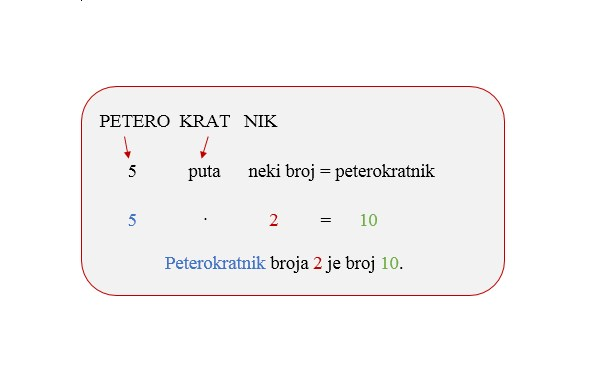 PETERO KRAT NIK
5 puta neki broj = peterokratnik
5 · 2 = 10
Peterokratnik broja 2 je broj 10.